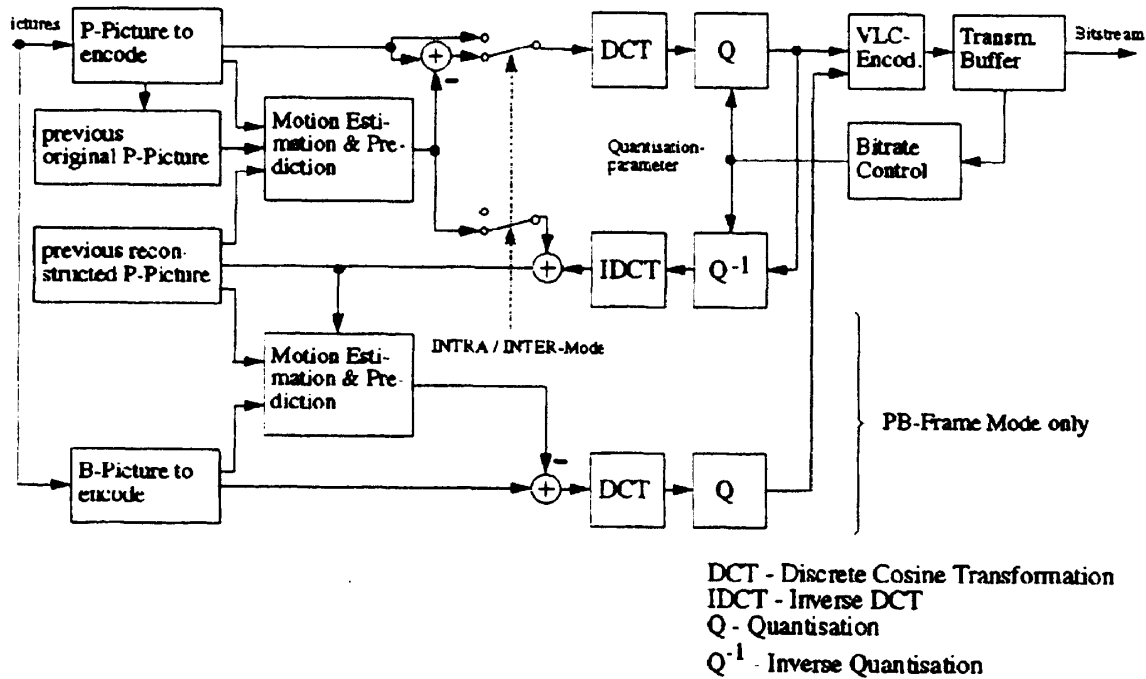 ictures
P-Picture to
encode
DCT
Q
VLC-
Encod.
Transm.
Buffer
Bitstream
previous
original P-Picture
Motion Esti-
mation & Pre-
diction
Quantisation-
parameter
Bitrate
Control
previous recon-
structed P-Picture
IDCT
Q-1
Motion Esti-
mation & Pre-
diction
INTRA / INTER-Mode
PB-Frame Mode only
B-Picture to
encode
DCT
Q
DCT - Discrete Cosine Transformation
IDCT - Inverse DCT
Q - Quantisation
Q-1 - Inverse Quantisation